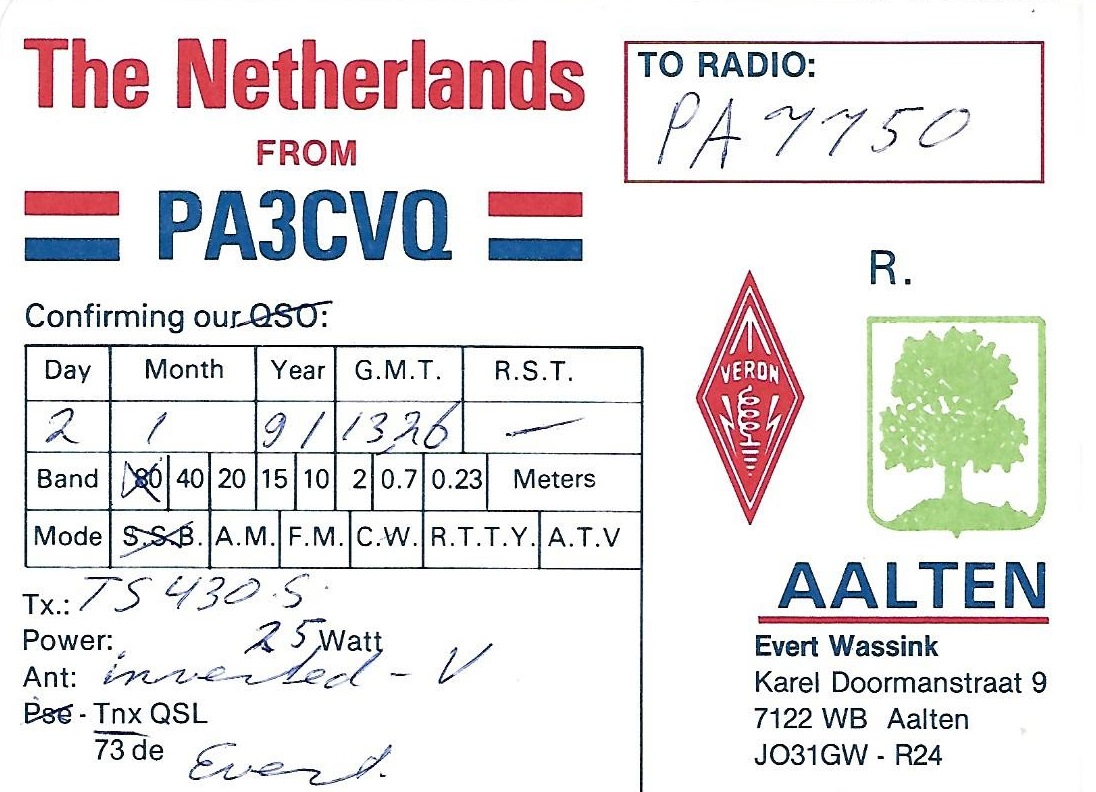 The Netherlands
FROM
PA3CVQ
TO RADIO:
PA7750
R.
VERON
AALTEN
Evert Wassink
Karel Doormanstraat 9
7122 WB Aalten
JO31GW - R24
Confirming our QSO:
Day Month Year G.M.T. R.S.T.
2 1 91 1326 —
Band 80 40 20 15 10 2 0.7 0.23 Meters
Mode S.S.B. A.M. F.M. C.W. R.T.T.Y. A.T.V
Tx.: TS 430.S.
Power: 25 Watt
Ant: inverted - V
Pse - Tnx QSL
73 de
Evert.